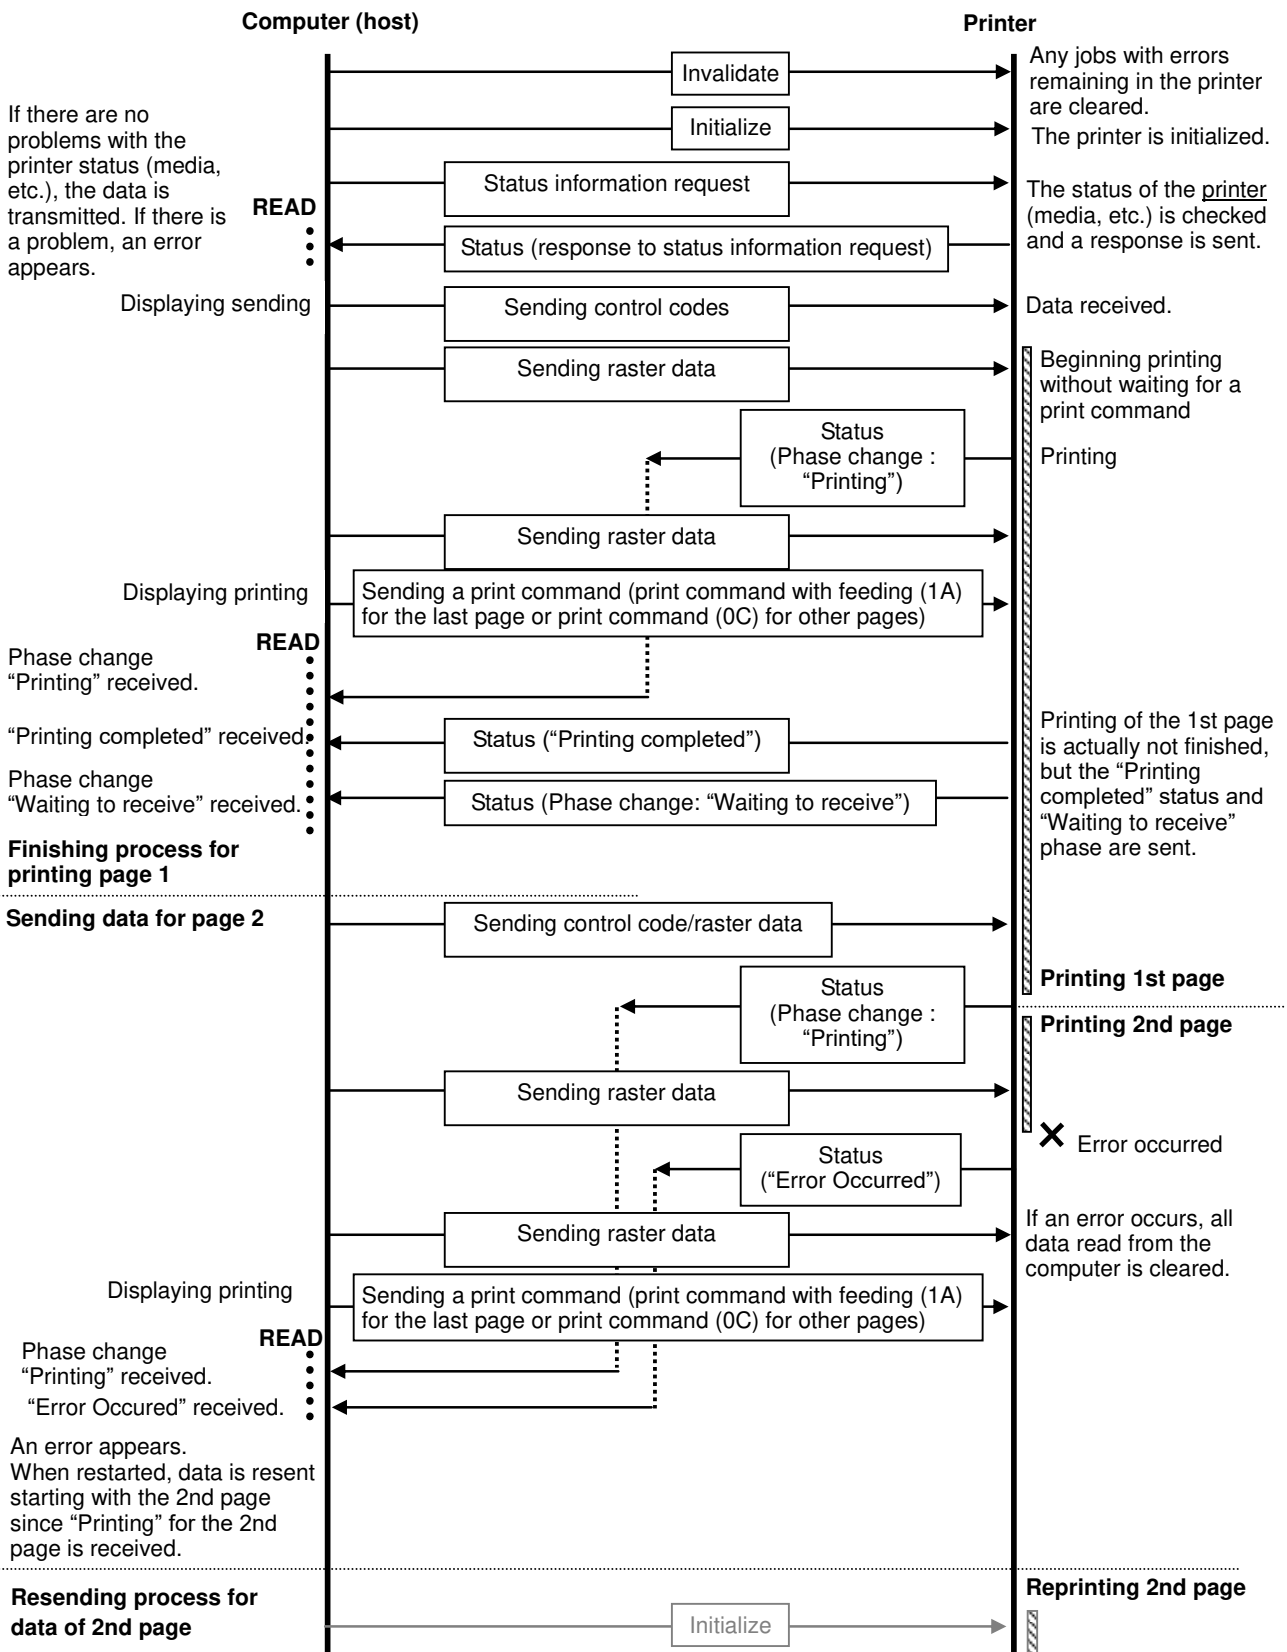 Computer (host)
Printer
Invalidate
Any jobs with errors
remaining in the printer
are cleared.
If there are no
problems with the
printer status (media,
etc.), the data is
transmitted. If there is
a problem, an error
appears.
Initialize
The printer is initialized.
Status information request
READ
The status of the printer
(media, etc.) is checked
and a response is sent.
Status (response to status information request)
Displaying sending
Sending control codes
Data received.
Sending raster data
Beginning printing
without waiting for a
print command
Status
(Phase change :
“Printing”)
Printing
Sending raster data
Displaying printing
Sending a print command (print command with feeding (1A)
for the last page or print command (0C) for other pages)
READ
Phase change
“Printing” received.
“Printing completed” received.
Status (“Printing completed”)
Printing of the 1st page
is actually not finished,
but the “Printing
completed” status and
“Waiting to receive”
phase are sent.
Phase change
“Waiting to receive” received.
Status (Phase change: “Waiting to receive”)
Finishing process for
printing page 1
Sending data for page 2
Sending control code/raster data
Printing 1st page
Status
(Phase change :
“Printing”)
Printing 2nd page
Sending raster data
Error occurred
Status
(“Error Occurred”)
Sending raster data
If an error occurs, all
data read from the
computer is cleared.
Displaying printing
Sending a print command (print command with feeding (1A)
for the last page or print command (0C) for other pages)
READ
Phase change
“Printing” received.
“Error Occured” received.
An error appears.
When restarted, data is resent
starting with the 2nd page
since “Printing” for the 2nd
page is received.
Resending process for
data of 2nd page
Reprinting 2nd page
Initialize